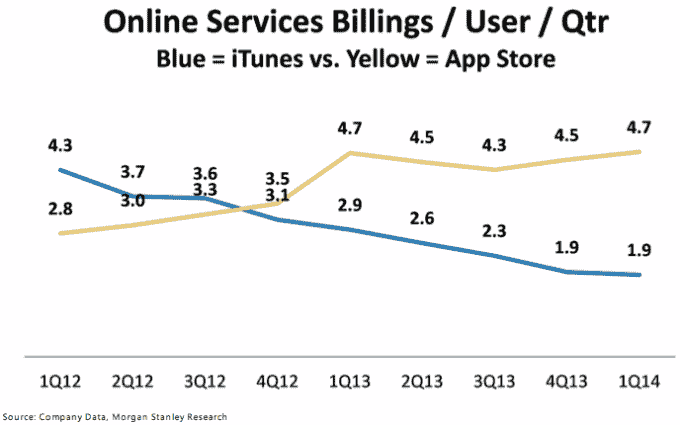 Online Services Billings / User / Qtr
Blue = iTunes vs. Yellow = App Store
4.7 4.5 4.3 4.5 4.7
4.3 3.7 3.6 3.5
2.8 3.0 3.3 3.1 2.9 2.6 2.3 1.9 1.9
1Q12 2Q12 3Q12 4Q12 1Q13 2Q13 3Q13 4Q13 1Q14
Source: Company Data, Morgan Stanley Research